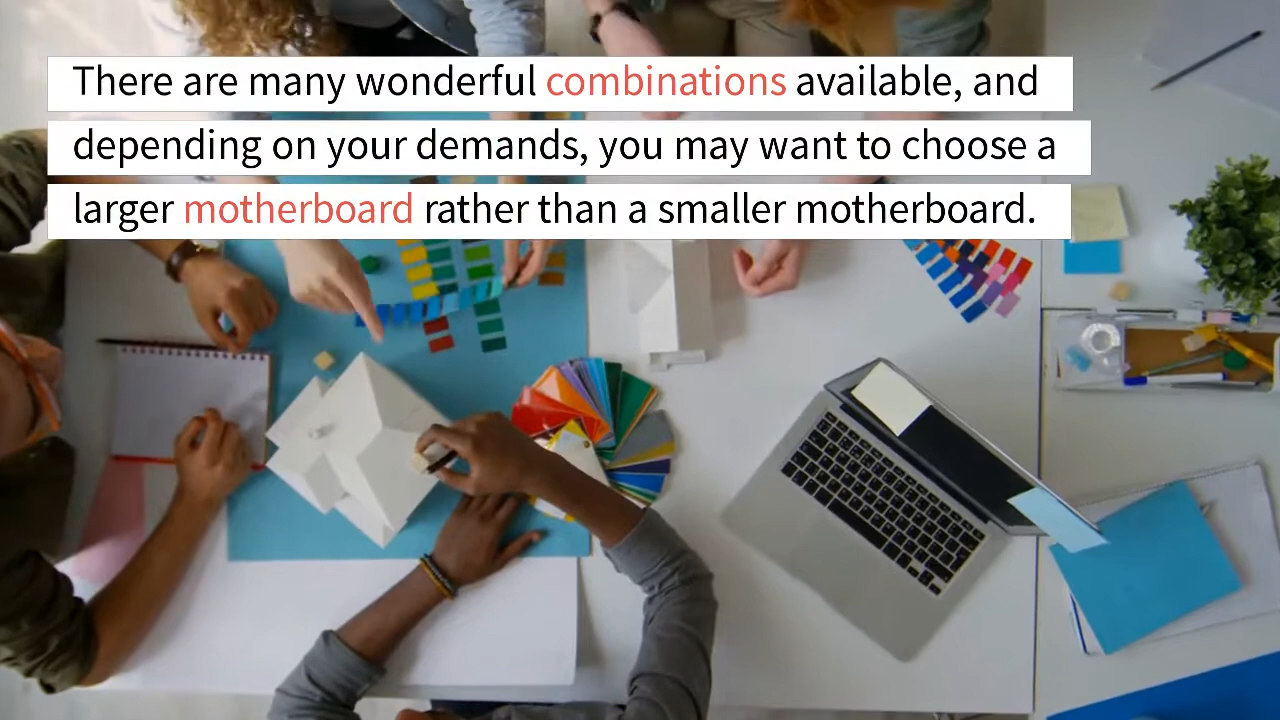 There are many wonderful combinations available, and
depending on your demands, you may want to choose a
larger motherboard rather than a smaller motherboard.